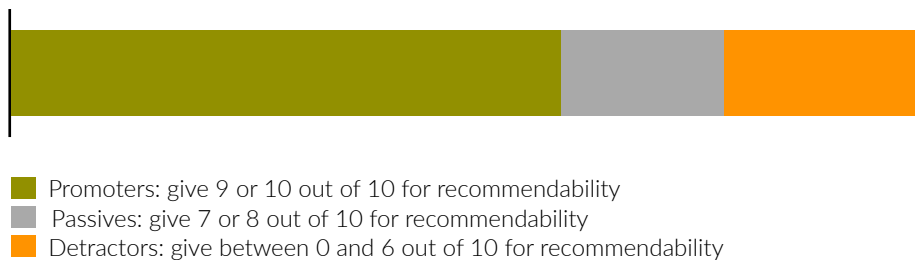 Promoters: give 9 or 10 out of 10 for recommendability
Passives: give 7 or 8 out of 10 for recommendability
Detractors: give between 0 and 6 out of 10 for recommendability